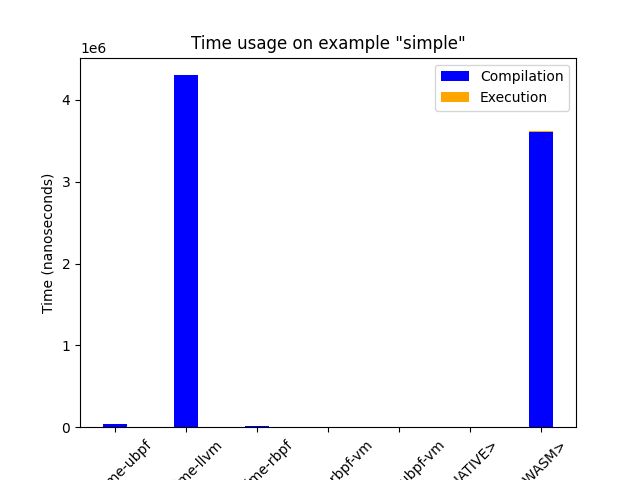 Time usage on example "simple"
1e6
Compilation
Execution
Time (nanoseconds)
4
3
2
1
0
me-ubpf
me-llvm
me-rbpf
rbpf-vm
ubpf-vm
NATIVE>
WASM>